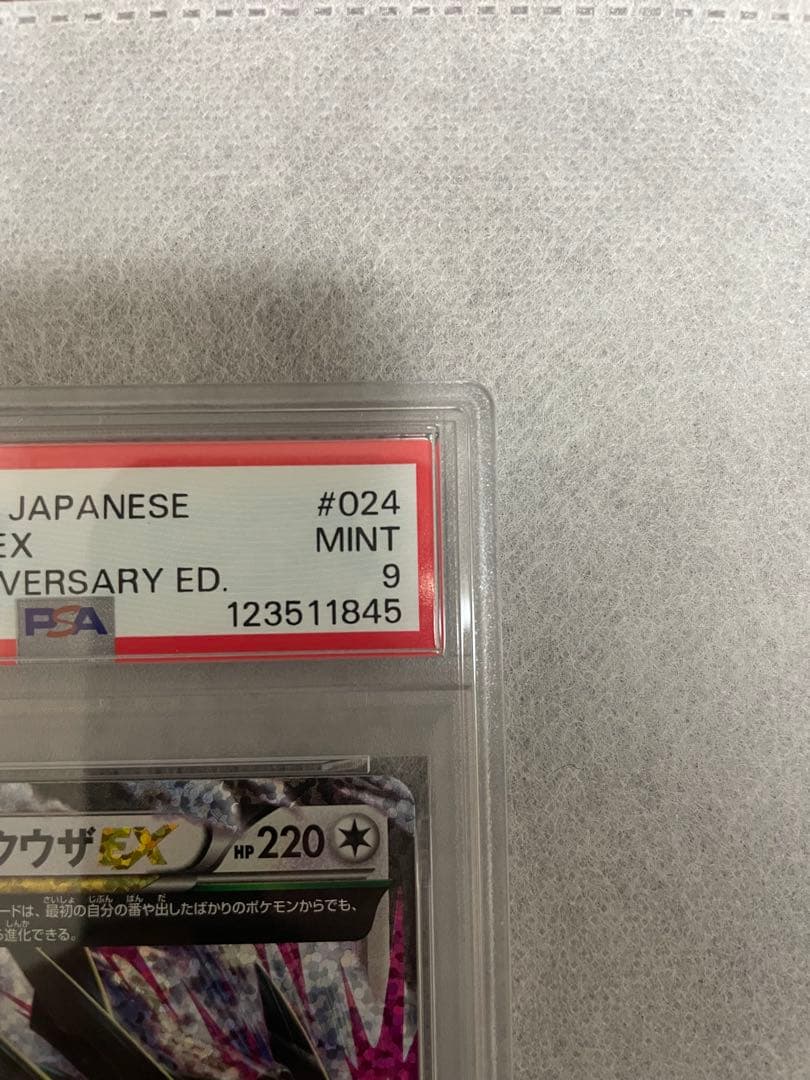 JAPANESE #024
EX MINT
VERSARY ED. 9
PSA 123511845
クウザEX HP220
ードは、最初の自分の番や出したばかりのポケモンからでも、
進化できる。